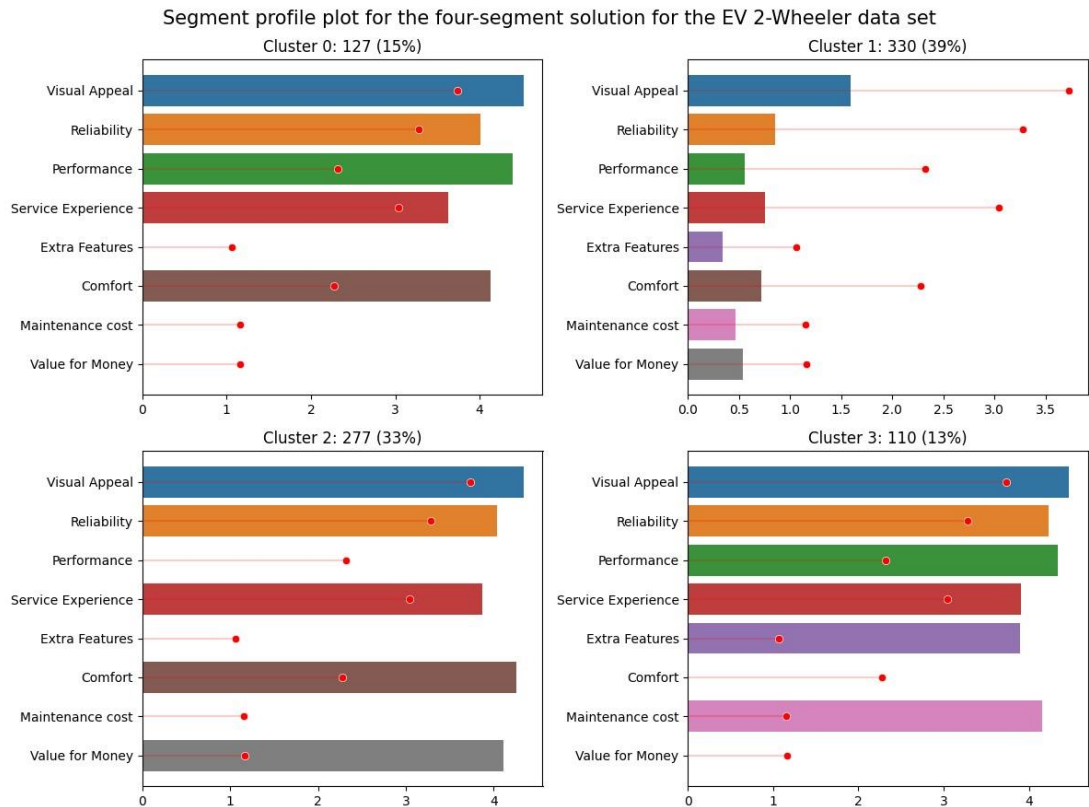 Segment profile plot for the four-segment solution for the EV 2-Wheeler data set
Cluster 0: 127 (15%)
Visual Appeal
Reliability
Performance
Service Experience
Extra Features
Comfort
Maintenance cost
Value for Money
0 1 2 3 4
Cluster 1: 330 (39%)
Visual Appeal
Reliability
Performance
Service Experience
Extra Features
Comfort
Maintenance cost
Value for Money
0.0 0.5 1.0 1.5 2.0 2.5 3.0 3.5
Cluster 2: 277 (33%)
Visual Appeal
Reliability
Performance
Service Experience
Extra Features
Comfort
Maintenance cost
Value for Money
0 1 2 3 4
Cluster 3: 110 (13%)
Visual Appeal
Reliability
Performance
Service Experience
Extra Features
Comfort
Maintenance cost
Value for Money
0 1 2 3 4